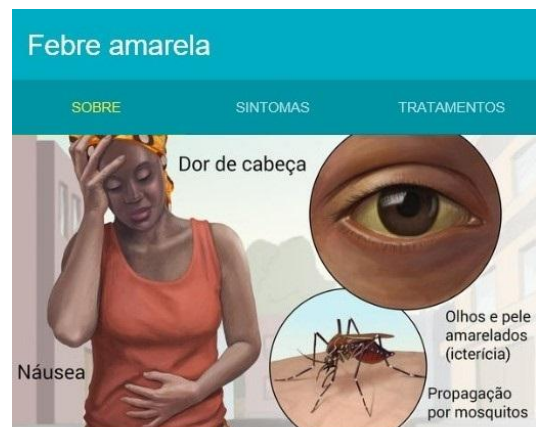 Febre amarela
SOBRE
SINTOMAS
TRATAMENTOS
Dor de cabeça
Náusea
Olhos e pele
amarelados
(icterícia)
Propagação
por mosquitos